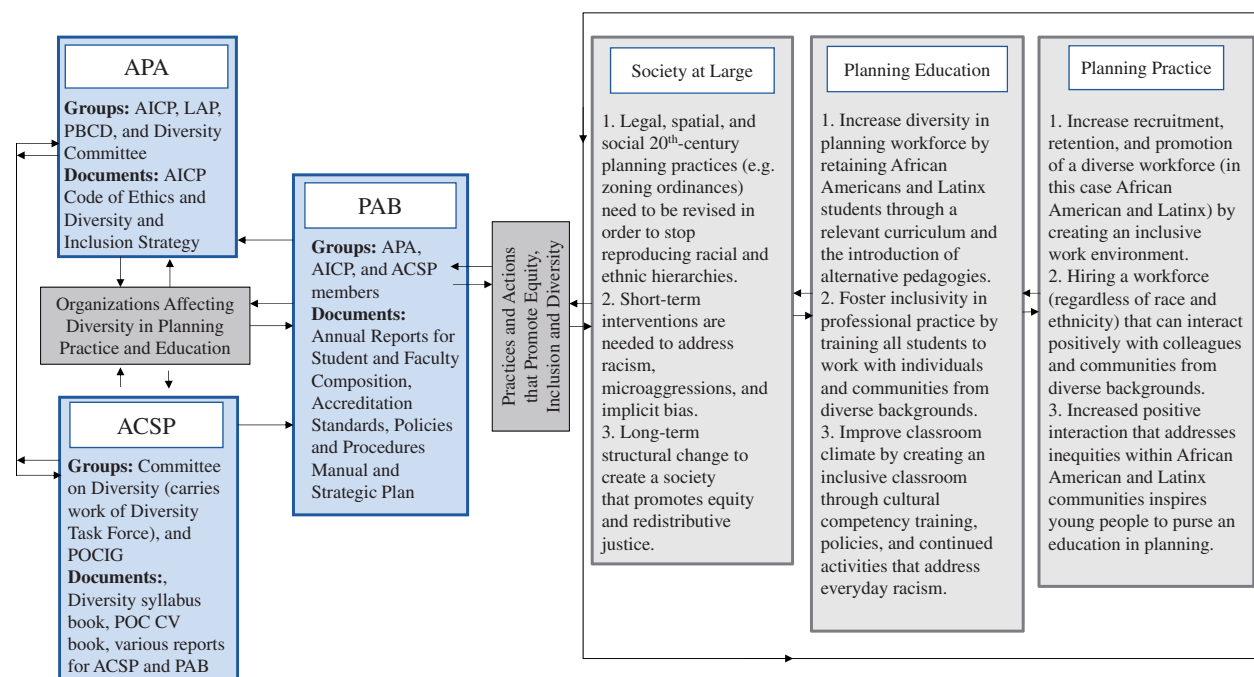 APA
Groups: AICP, LAP,
PBCD, and Diversity
Committee
Documents: AICP
Code of Ethics and
Diversity and
Inclusion Strategy
Organizations Affecting
Diversity in Planning
Practice and Education
ACSP
Groups: Committee
on Diversity (carries
work of Diversity
Task Force), and
POCIG
Documents:,
Diversity syllabus
book, POC CV
book, various reports
for ACSP and PAB
PAB
Groups: APA,
AICP, and ACSP
members
Documents:
Annual Reports for
Student and Faculty
Composition,
Accreditation
Standards, Policies
and Procedures
Manual and
Strategic Plan
Practices and Actions
that Promote Equity,
Inclusion and Diversity
Society at Large
1. Legal, spatial, and
social 20th-century
planning practices (e.g.
zoning ordinances)
need to be revised in
order to stop
reproducing racial and
ethnic hierarchies.
2. Short-term
interventions are
needed to address
racism,
microaggressions, and
implicit bias.
3. Long-term
structural change to
create a society
that promotes equity
and redistributive
justice.
Planning Education
1. Increase diversity in
planning workforce by
retaining African
Americans and Latinx
students through a
relevant curriculum and
the introduction of
alternative pedagogies.
2. Foster inclusivity in
professional practice by
training all students to
work with individuals
and communities from
diverse backgrounds.
3. Improve classroom
climate by creating an
inclusive classroom
through cultural
competency training,
policies, and continued
activities that address
everyday racism.
Planning Practice
1. Increase recruitment,
retention, and promotion
of a diverse workforce (in
this case African
American and Latinx) by
creating an inclusive
work environment.
2. Hiring a workforce
(regardless of race and
ethnicity) that can interact
positively with colleagues
and communities from
diverse backgrounds.
3. Increased positive
interaction that addresses
inequities within African
American and Latinx
communities inspires
young people to purse an
education in planning.